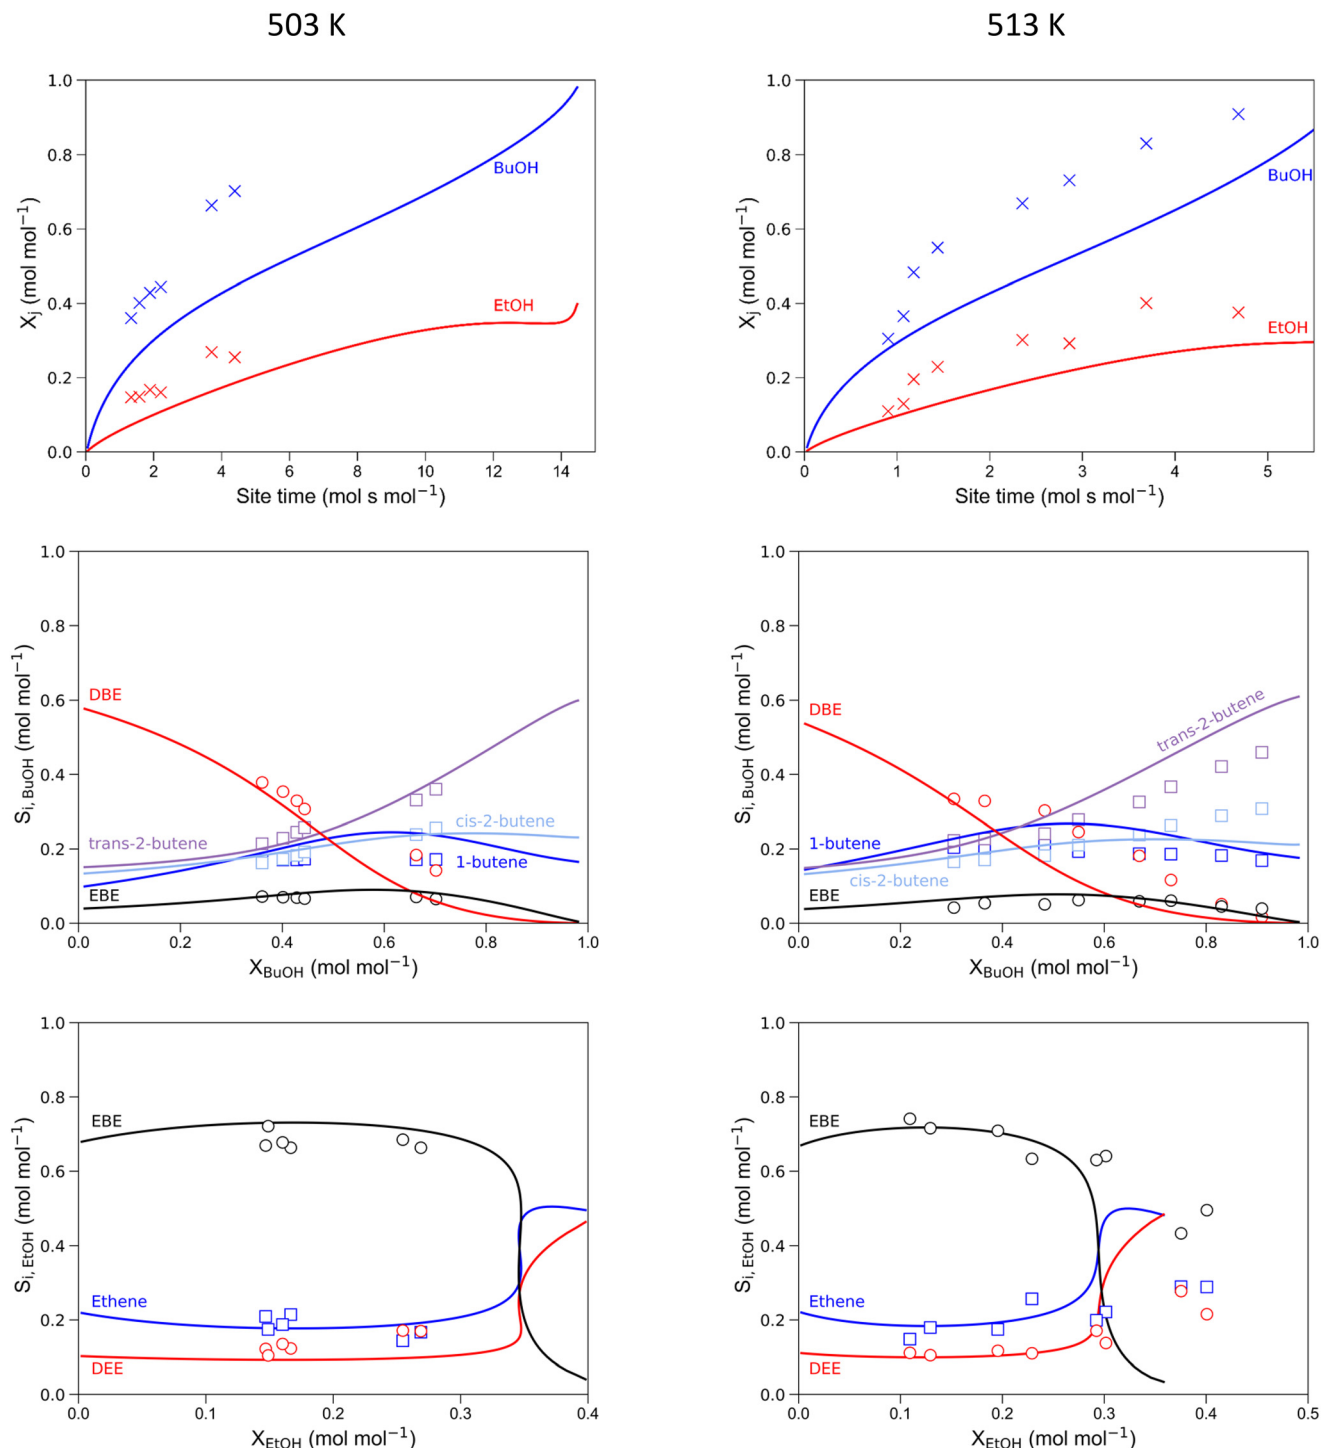 503 K
513 K
1.0
0.8
0.6
0.4
0.2
0.0
X_j (mol mol⁻¹)
BuOH
EtOH
0
2
4
6
8
10
12
14
Site time (mol s mol⁻¹)
1.0
0.8
0.6
0.4
0.2
0.0
X_j (mol mol⁻¹)
BuOH
EtOH
0
1
2
3
4
5
Site time (mol s mol⁻¹)
1.0
0.8
0.6
0.4
0.2
0.0
S_i, BuOH (mol mol⁻¹)
DBE
trans-2-butene
cis-2-butene
1-butene
EBE
0.0
0.2
0.4
0.6
0.8
1.0
X_BuOH (mol mol⁻¹)
1.0
0.8
0.6
0.4
0.2
0.0
S_i, BuOH (mol mol⁻¹)
DBE
trans-2-butene
1-butene
cis-2-butene
EBE
0.0
0.2
0.4
0.6
0.8
1.0
X_BuOH (mol mol⁻¹)
1.0
0.8
0.6
0.4
0.2
0.0
S_i, EtOH (mol mol⁻¹)
EBE
Ethene
DEE
0.0
0.1
0.2
0.3
0.4
X_EtOH (mol mol⁻¹)
1.0
0.8
0.6
0.4
0.2
0.0
S_i, EtOH (mol mol⁻¹)
EBE
Ethene
DEE
0.0
0.1
0.2
0.3
0.4
0.5
X_EtOH (mol mol⁻¹)